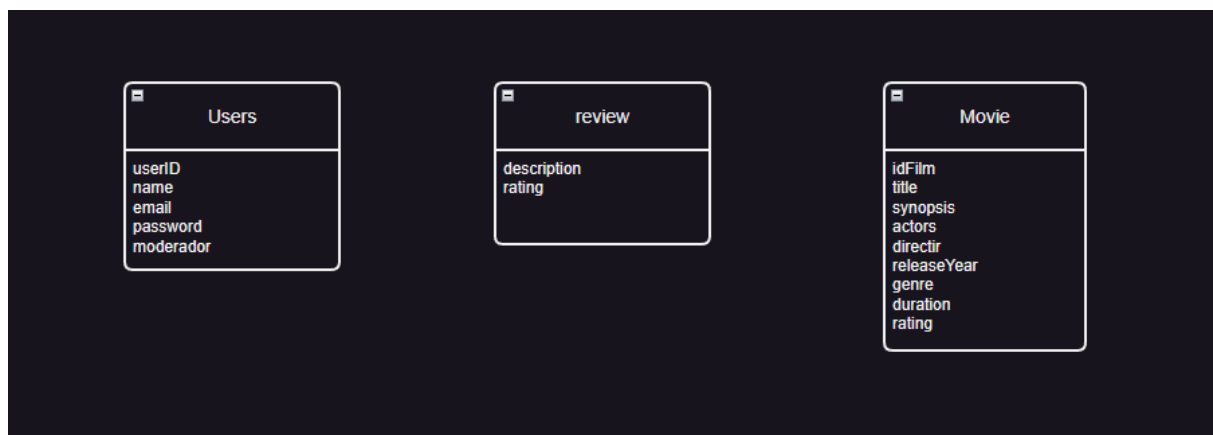 Users
userID
name
email
password
moderador
review
description
rating
Movie
idFilm
title
synopsis
actors
directir
releaseYear
genre
duration
rating